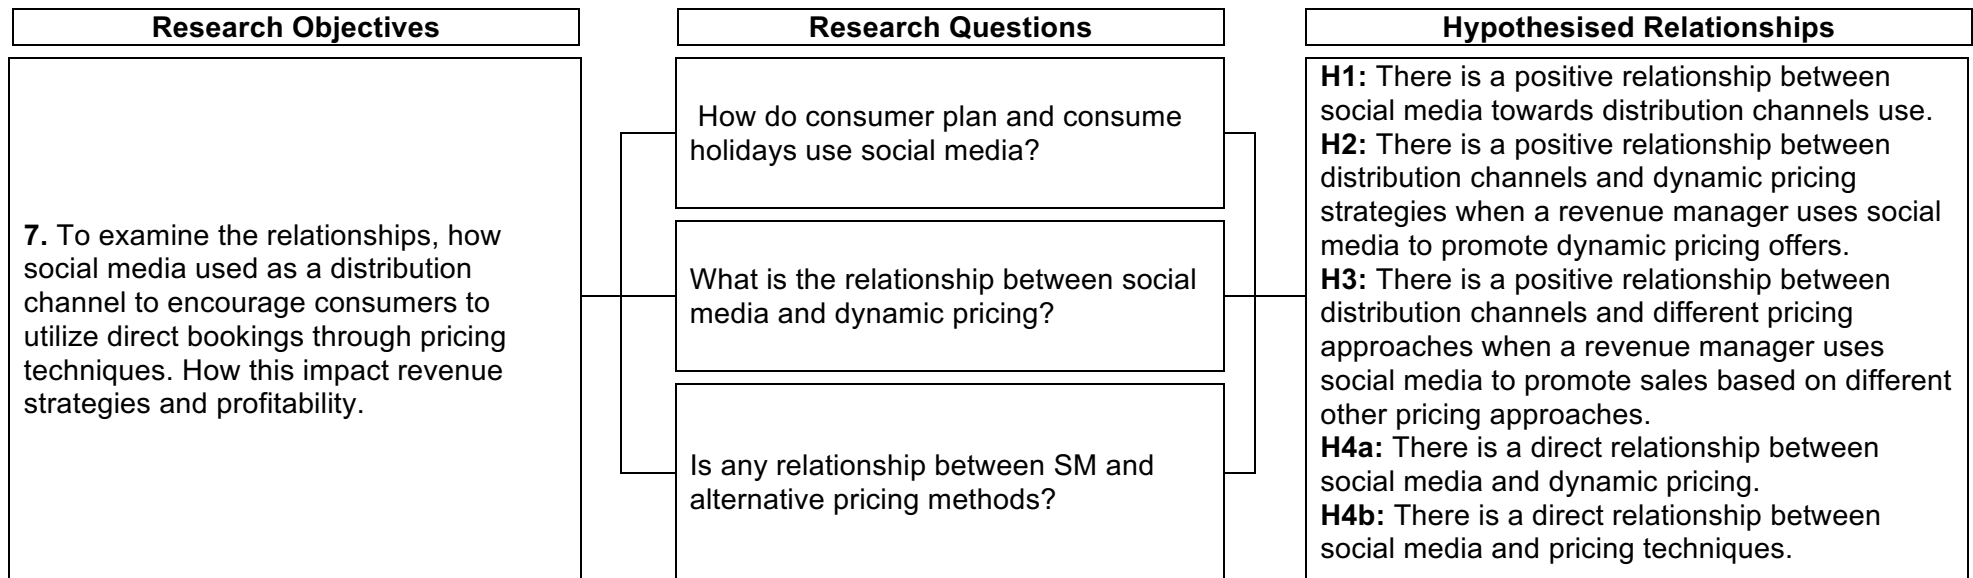 Research Objectives
Research Questions
Hypothesised Relationships
7. To examine the relationships, how
social media used as a distribution
channel to encourage consumers to
utilize direct bookings through pricing
techniques. How this impact revenue
strategies and profitability.
How do consumer plan and consume
holidays use social media?
What is the relationship between social
media and dynamic pricing?
Is any relationship between SM and
alternative pricing methods?
H1: There is a positive relationship between
social media towards distribution channels use.
H2: There is a positive relationship between
distribution channels and dynamic pricing
strategies when a revenue manager uses social
media to promote dynamic pricing offers.
H3: There is a positive relationship between
distribution channels and different pricing
approaches when a revenue manager uses
social media to promote sales based on different
other pricing approaches.
H4a: There is a direct relationship between
social media and dynamic pricing.
H4b: There is a direct relationship between
social media and pricing techniques.